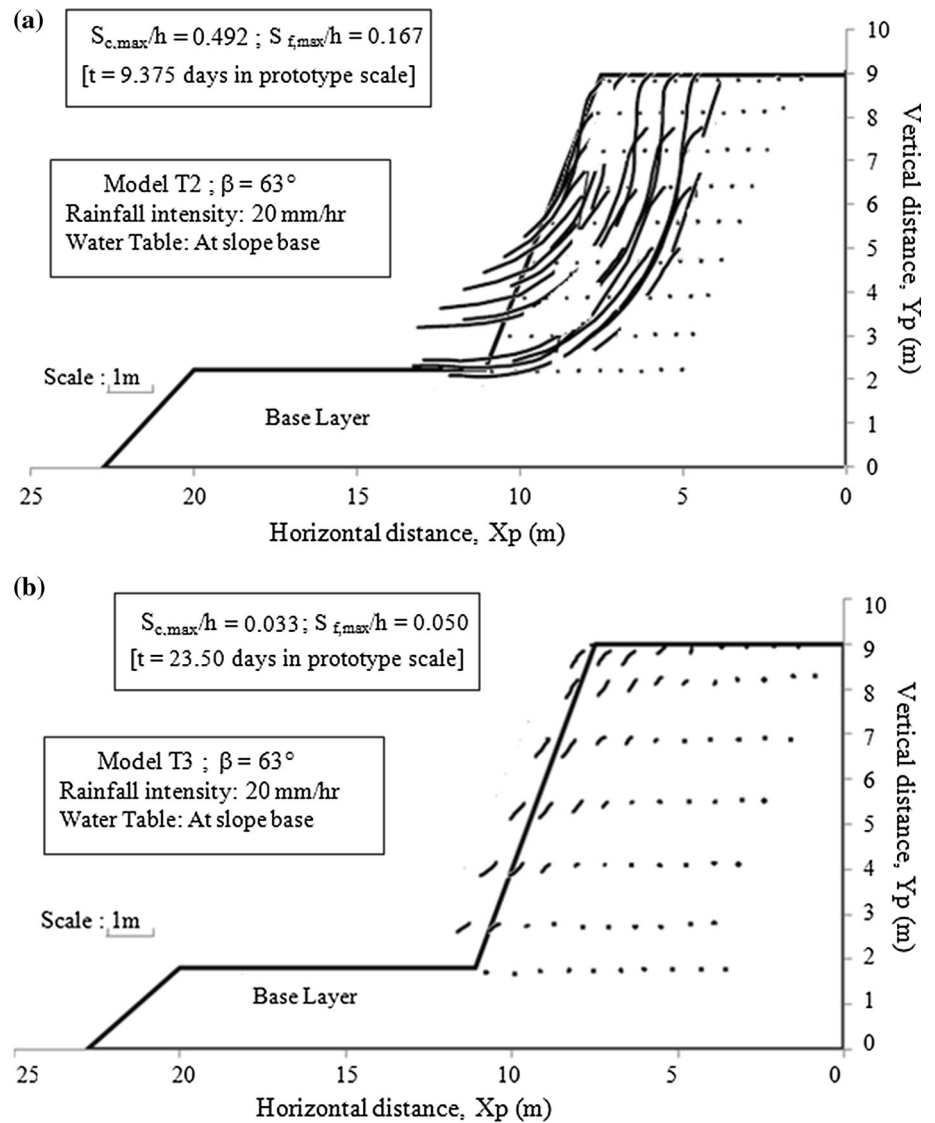 (a)
S c,max/h = 0.492 ; S f,max/h = 0.167
[t = 9.375 days in prototype scale]
Model T2 ; β = 63°
Rainfall intensity: 20 mm/hr
Water Table: At slope base
10
9
8
7
6
5
4
3
2
1
0
Vertical distance, Yp (m)
Scale : 1m
Base Layer
25 20 15 10 5 0
Horizontal distance, Xp (m)
(b)
S c,max/h = 0.033 ; S f,max/h = 0.050
[t = 23.50 days in prototype scale]
Model T3 ; β = 63°
Rainfall intensity: 20 mm/hr
Water Table: At slope base
10
9
8
7
6
5
4
3
2
1
0
Vertical distance, Yp (m)
Scale : 1m
Base Layer
25 20 15 10 5 0
Horizontal distance, Xp (m)